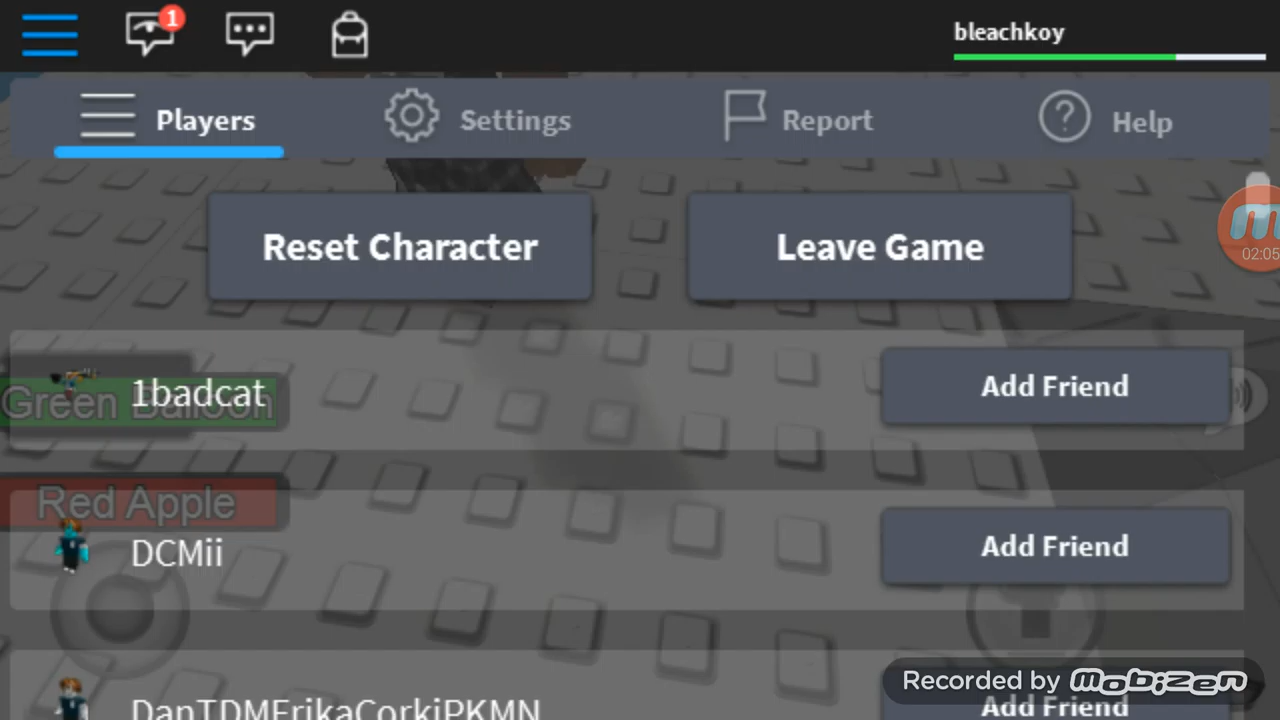 1
bleachkoy
Players
Settings
Report
Help
Reset Character
Leave Game
02:05
1badcat
Green Balloon
Add Friend
Red Apple
DCMii
Add Friend
DanTDMErikaCorkiPKMN
Add Friend
Recorded by Mobizen